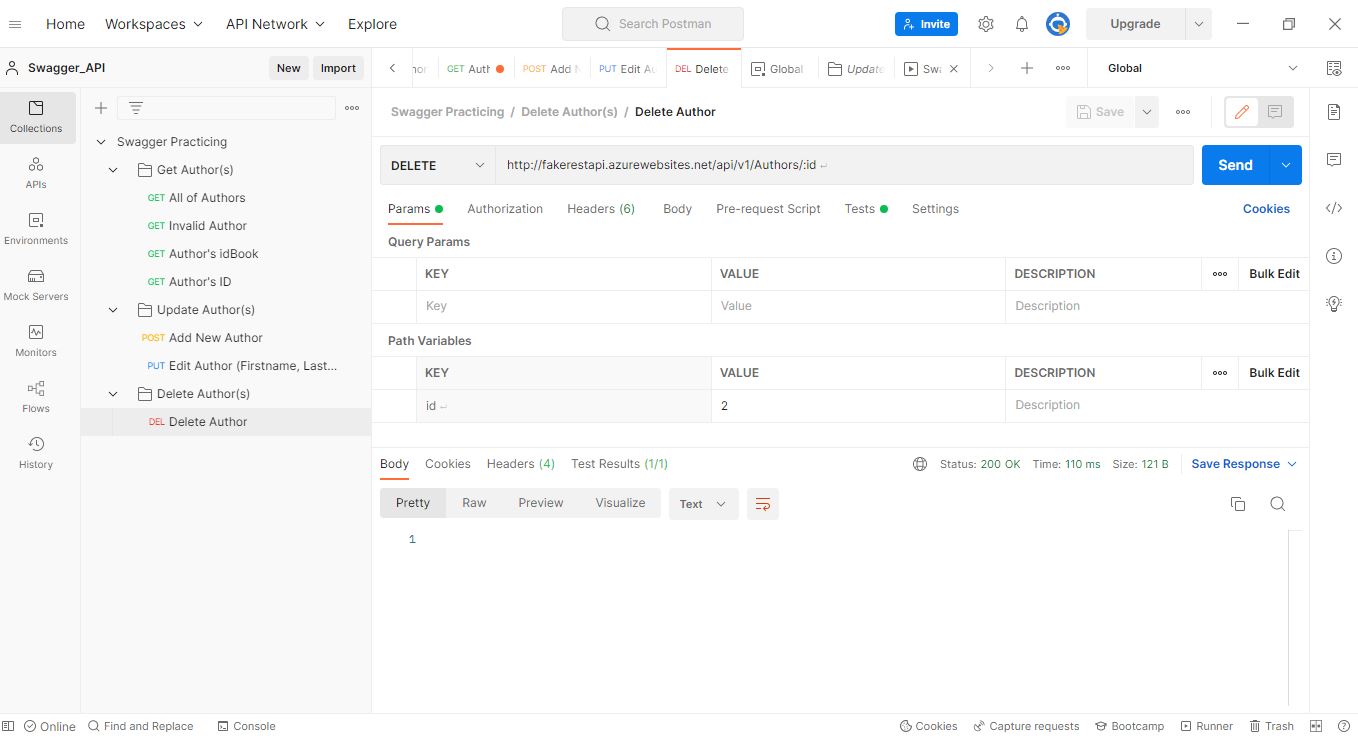 Home Workspaces API Network Explore Search Postman Invite Upgrade
Swagger_API New Import
GET Auth POST Add N PUT Edit Au DEL Delete Global Update Swa Global
Collections
APIs
Environments
Mock Servers
Monitors
Flows
History
Swagger Practicing
Get Author(s)
GET All of Authors
GET Invalid Author
GET Author's idBook
GET Author's ID
Update Author(s)
POST Add New Author
PUT Edit Author (Firstname, Last...
Delete Author(s)
DEL Delete Author
Swagger Practicing / Delete Author(s) / Delete Author Save
DELETE http://fakerestapi.azurewebsites.net/api/v1/Authors/:id Send
Params Authorization Headers (6) Body Pre-request Script Tests Settings Cookies
Query Params
KEY VALUE DESCRIPTION Bulk Edit
Key Value Description
Path Variables
KEY VALUE DESCRIPTION Bulk Edit
id 2 Description
Body Cookies Headers (4) Test Results (1/1) Status: 200 OK Time: 110 ms Size: 121 B Save Response
Pretty Raw Preview Visualize Text
1
Online Find and Replace Console Cookies Capture requests Bootcamp Runner Trash